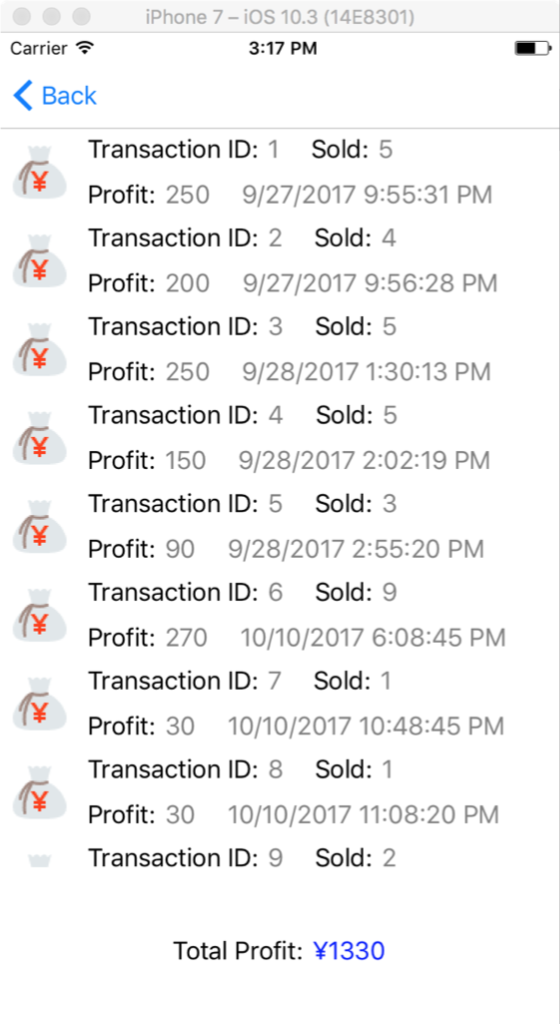 iPhone 7 – iOS 10.3 (14E8301)
Carrier 3:17 PM
Back
Transaction ID: 1 Sold: 5
¥
Profit: 250 9/27/2017 9:55:31 PM
Transaction ID: 2 Sold: 4
¥
Profit: 200 9/27/2017 9:56:28 PM
Transaction ID: 3 Sold: 5
¥
Profit: 250 9/28/2017 1:30:13 PM
Transaction ID: 4 Sold: 5
¥
Profit: 150 9/28/2017 2:02:19 PM
Transaction ID: 5 Sold: 3
¥
Profit: 90 9/28/2017 2:55:20 PM
Transaction ID: 6 Sold: 9
¥
Profit: 270 10/10/2017 6:08:45 PM
Transaction ID: 7 Sold: 1
¥
Profit: 30 10/10/2017 10:48:45 PM
Transaction ID: 8 Sold: 1
¥
Profit: 30 10/10/2017 11:08:20 PM
Transaction ID: 9 Sold: 2
Total Profit: ¥1330